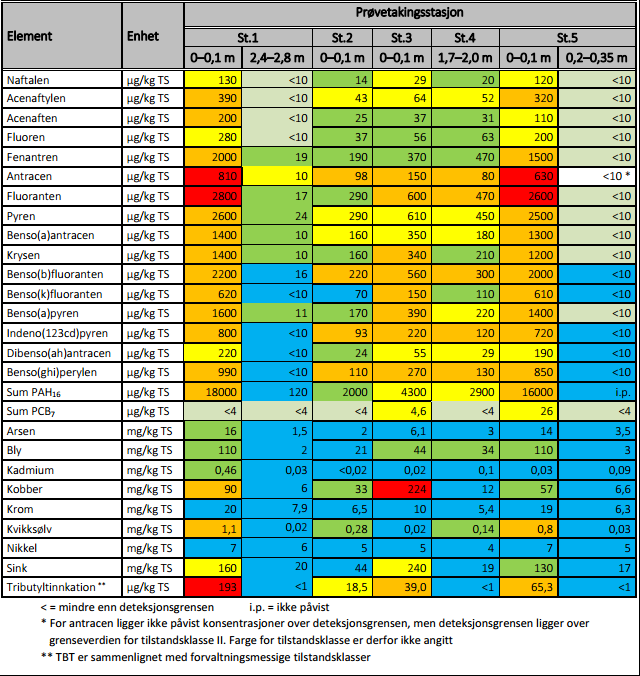 Element Enhet Prøvetakingsstasjon
St.1 St.2 St.3 St.4 St.5
0–0,1 m 2,4–2,8 m 0–0,1 m 0–0,1 m 1,7–2,0 m 0–0,1 m 0,2–0,35 m
Naftalen µg/kg TS 130 <10 14 29 20 120 <10
Acenaftylen µg/kg TS 390 <10 43 64 52 320 <10
Acenaften µg/kg TS 200 <10 25 37 31 110 <10
Fluoren µg/kg TS 280 <10 37 56 63 200 <10
Fenantren µg/kg TS 2000 19 190 370 470 1500 <10
Antracen µg/kg TS 810 10 98 150 80 630 <10 *
Fluoranten µg/kg TS 2800 17 290 600 470 2600 <10
Pyren µg/kg TS 2600 24 290 610 450 2500 <10
Benso(a)antracen µg/kg TS 1400 10 160 350 180 1300 <10
Krysen µg/kg TS 1400 10 160 340 210 1200 <10
Benso(b)fluoranten µg/kg TS 2200 16 220 560 300 2000 <10
Benso(k)fluoranten µg/kg TS 620 <10 70 150 110 610 <10
Benso(a)pyren µg/kg TS 1600 11 170 390 220 1400 <10
Indeno(123cd)pyren µg/kg TS 800 <10 93 220 120 720 <10
Dibenso(ah)antracen µg/kg TS 220 <10 24 55 29 190 <10
Benso(ghi)perylen µg/kg TS 990 <10 110 270 130 850 <10
Sum PAH₁₆ µg/kg TS 18000 120 2000 4300 2900 16000 i.p.
Sum PCB₇ µg/kg TS <4 <4 <4 4,6 <4 26 <4
Arsen mg/kg TS 16 1,5 2 6,1 3 14 3,5
Bly mg/kg TS 110 2 21 44 34 110 3
Kadmium mg/kg TS 0,46 0,03 <0,02 0,02 0,1 0,03 0,09
Kobber mg/kg TS 90 6 33 224 12 57 6,6
Krom mg/kg TS 20 7,9 6,5 10 5,4 19 6,3
Kvikksølv mg/kg TS 1,1 0,02 0,28 0,02 0,14 0,8 0,03
Nikkel mg/kg TS 7 6 5 5 4 7 5
Sink mg/kg TS 160 20 44 240 19 130 17
Tributyltinnkation ** µg/kg TS 193 <1 18,5 39,0 <1 65,3 <1
< = mindre enn deteksjonsgrensen i.p. = ikke påvist
* For antracen ligger ikke påvist konsentrasjoner over deteksjonsgrensen, men deteksjonsgrensen ligger over
grenseverdien for tilstandsklasse II. Farge for tilstandsklasse er derfor ikke angitt
** TBT er sammenlignet med forvaltningsmessige tilstandsklasser